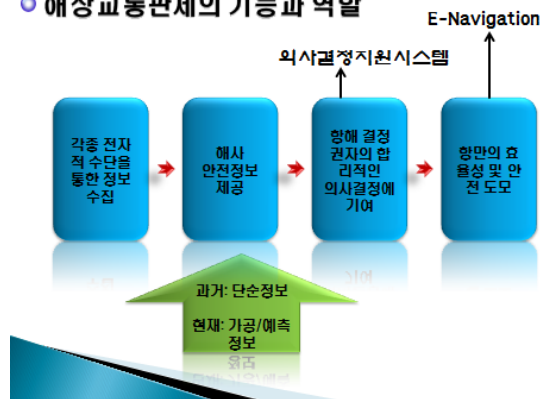 해상교통관제의 기능과 역할
E-Navigation
의사결정지원시스템
각종 전자
적 수단을
통한 정보
수집
해사
안전정보
제공
항해 결정
권자의 합
리적인
의사결정에
기여
항만의 효
율성 및 안
전 도모
과거: 단순정보
현재: 가공/예측
정보